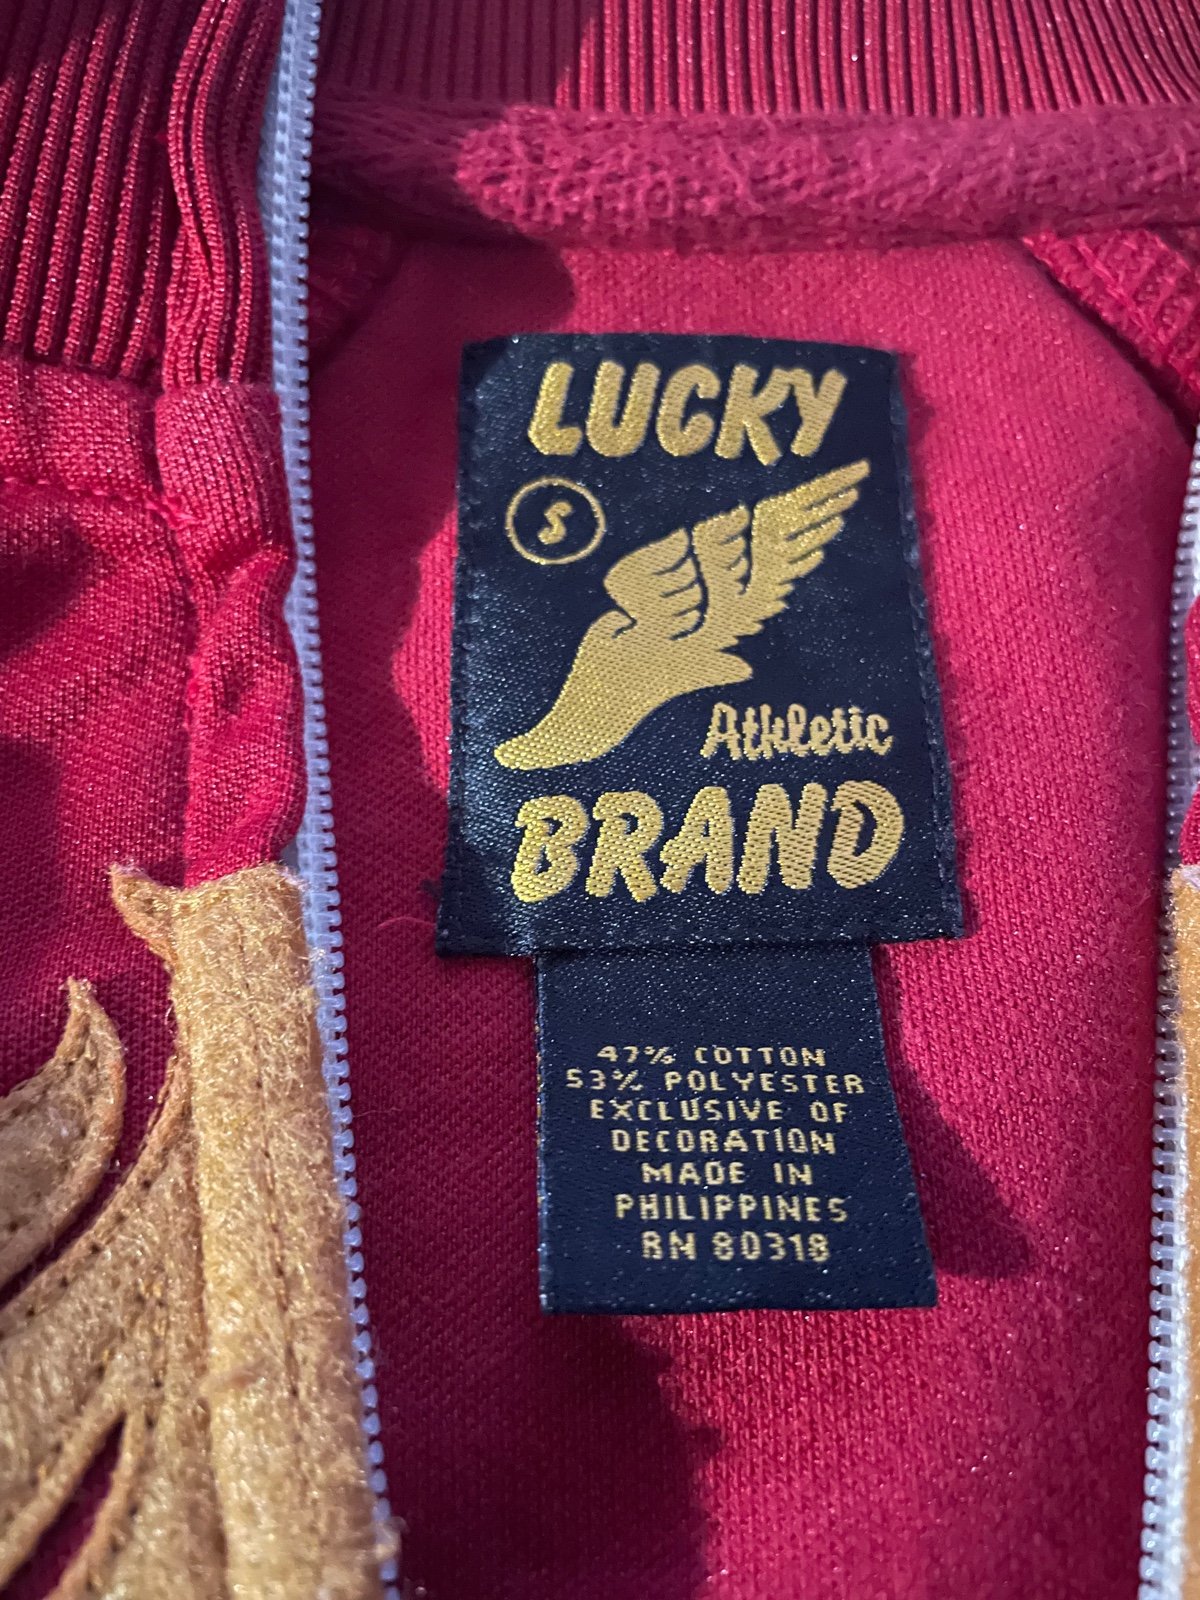 LUCKY
S
Athletic
BRAND
47% COTTON
53% POLYESTER
EXCLUSIVE OF
DECORATION
MADE IN
PHILIPPINES
RN 80318